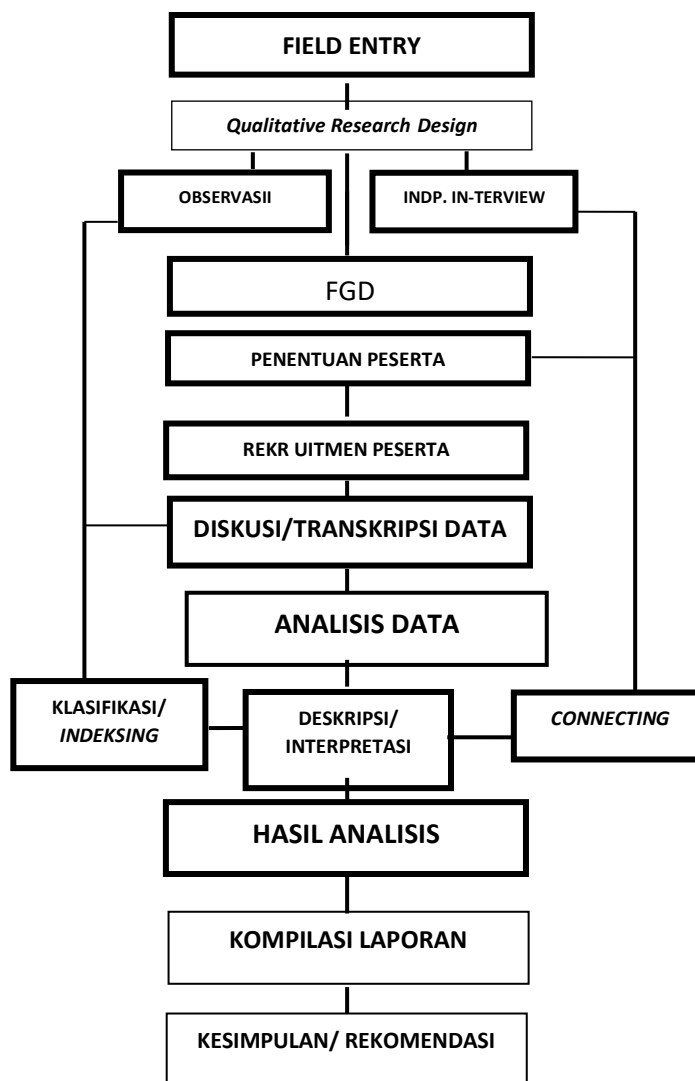 FIELD ENTRY
Qualitative Research Design
OBSERVASII
INDP. IN-TERVIEW
FGD
PENENTUAN PESERTA
REKR UITMEN PESERTA
DISKUSI/TRANSKRIPSI DATA
ANALISIS DATA
KLASIFIKASI/
INDEKSING
DESKRIPSI/
INTERPRETASI
CONNECTING
HASIL ANALISIS
KOMPILASI LAPORAN
KESIMPULAN/ REKOMENDASI